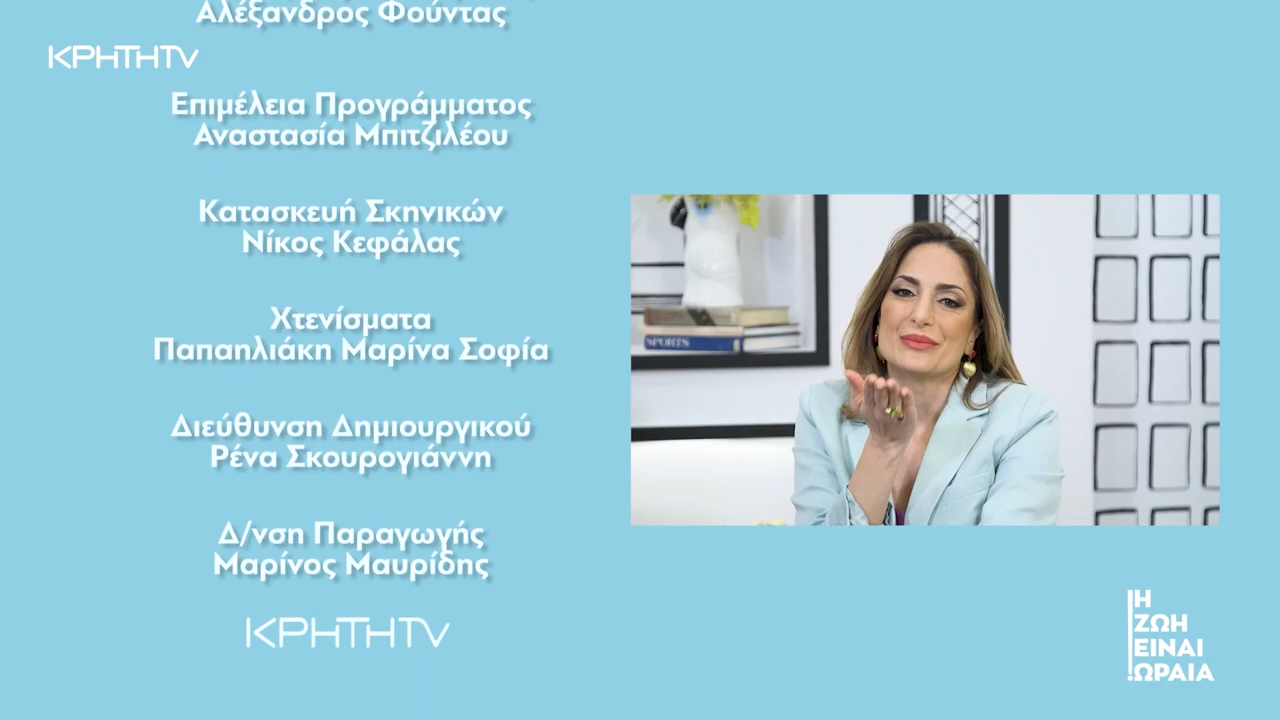 Αλέξανδρος Φούντας
ΚΡΗΤΗTV
Επιμέλεια Προγράμματος
Αναστασία Μπιτζιλέου
Κατασκευή Σκηνικών
Νίκος Κεφάλας
Χτενίσματα
Παπαηλιάκη Μαρίνα Σοφία
Διεύθυνση Δημιουργικού
Ρένα Σκουρογιάννη
Δ/νση Παραγωγής
Μαρίνος Μαυρίδης
ΚΡΗΤΗTV
SPORTS
Η
ΖΩΗ
ΕΙΝΑΙ
ΩΡΑΙΑ